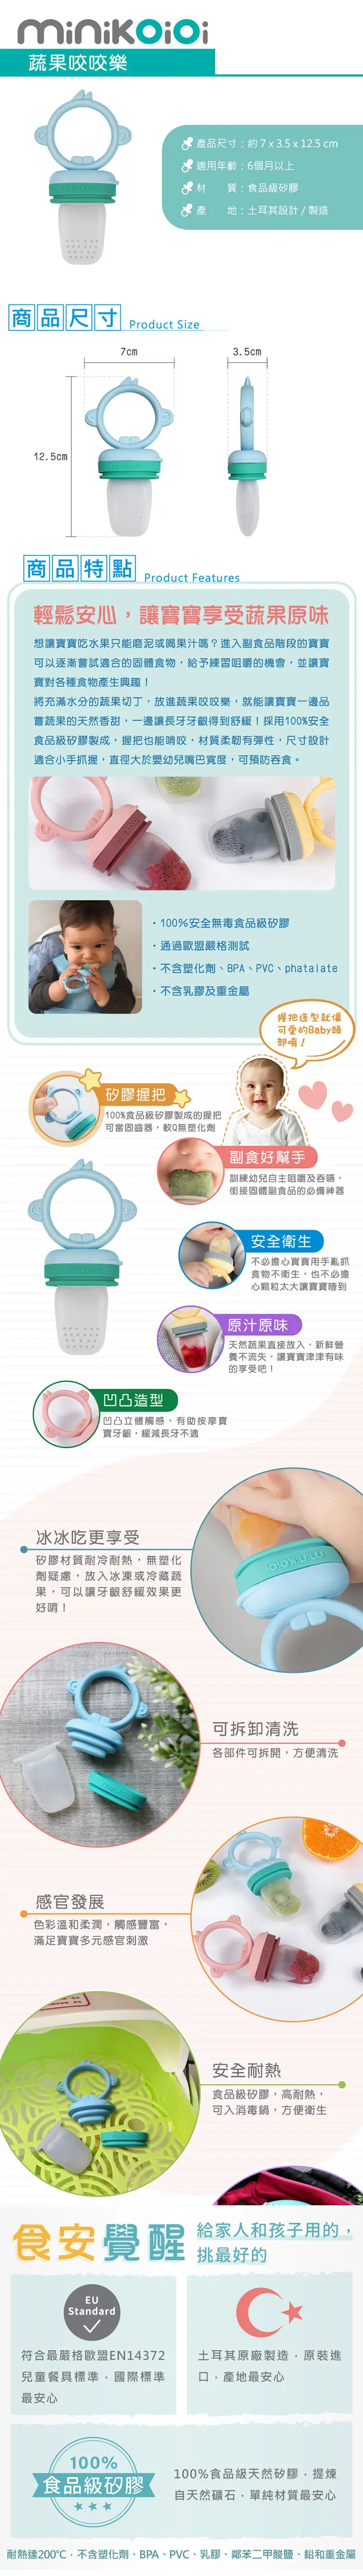 minikoioi
蔬果咬咬樂
產品尺寸：約 7 x 3.5 x 12.5 cm
適用年齡：6個月以上
材　　質：食品級矽膠
產　　地：土耳其設計 / 製造
商品尺寸 Product Size
7cm
3.5cm
12.5cm
商品特點 Product Features
輕鬆安心，讓寶寶享受蔬果原味
想讓寶寶吃水果只能磨泥或喝果汁嗎？進入副食品階段的寶寶
可以逐漸嘗試適合的固體食物，給予練習咀嚼的機會，並讓寶
寶對各種食物產生興趣！
將充滿水分的蔬果切丁，放進蔬果咬咬樂，就能讓寶寶一邊品
嘗蔬果的天然香甜，一邊讓長牙牙齦得到舒緩！採用100%安全
食品級矽膠製成，握把也能啃咬，材質柔韌有彈性，尺寸設計
適合小手抓握，直徑大於嬰幼兒嘴巴寬度，可預防吞食。
・100%安全無毒食品級矽膠
・通過歐盟嚴格測試
・不含塑化劑、BPA、PVC、phatalate
・不含乳膠及重金屬
握把造型就像
可愛的Baby頭
部唷！
矽膠握把
100%食品級矽膠製成的握把
可當固齒器，軟Q無塑化劑
副食好幫手
訓練幼兒自主咀嚼及吞嚥，
銜接固體副食品的必備神器
安全衛生
不必擔心寶寶用手亂抓
食物不衛生，也不必擔
心顆粒太大讓寶寶噎到
原汁原味
天然蔬果直接放入，新鮮營
養不流失，讓寶寶津津有味
的享受吧！
凹凸造型
凹凸立體觸感，有助按摩寶
寶牙齦，緩減長牙不適
冰冰吃更享受
矽膠材質耐冷耐熱，無塑化
劑疑慮，放入冰凍或冷藏蔬
果，可以讓牙齦舒緩效果更
好唷！
minikoioi
可拆卸清洗
各部件可拆開，方便清洗
感官發展
色彩溫和柔潤，觸感豐富，
滿足寶寶多元感官刺激
安全耐熱
食品級矽膠，高耐熱，
可入消毒鍋，方便衛生
食安覺醒
給家人和孩子用的，
挑最好的
EU
Standard
符合最嚴格歐盟EN14372
兒童餐具標準，國際標準
最安心
土耳其原廠製造，原裝進
口，產地最安心
100%
食品級矽膠
100%食品級天然矽膠，提煉
自天然礦石，單純材質最安心
耐熱達200℃，不含塑化劑、BPA、PVC、乳膠、鄰苯二甲酸鹽、鉛和重金屬